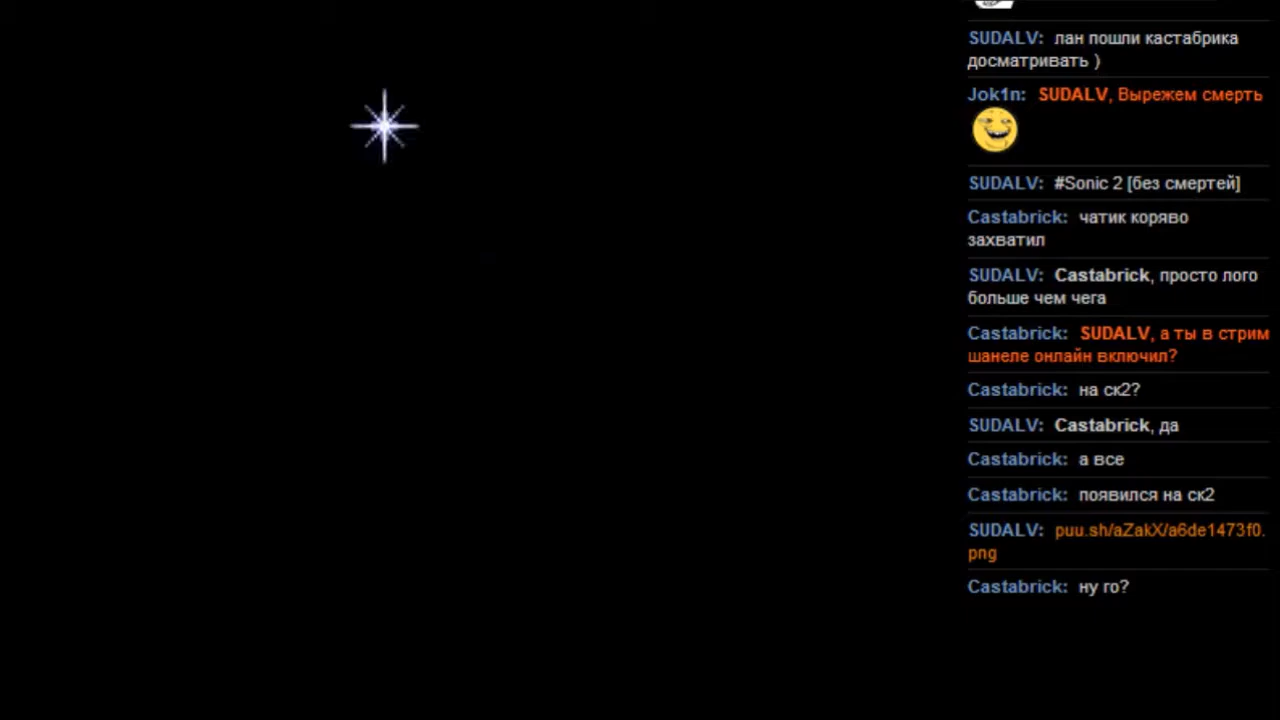 SUDALV: лан пошли кастабрика
досматривать )
Jok1n: SUDALV, Вырежем смерть
SUDALV: #Sonic 2 [без смертей]
Castabrick: чатик коряво
захватил
SUDALV: Castabrick, просто лого
больше чем чега
Castabrick: SUDALV, а ты в стрим
шанеле онлайн включил?
Castabrick: на ск2?
SUDALV: Castabrick, да
Castabrick: а все
Castabrick: появился на ск2
SUDALV: puu.sh/aZakX/a6de1473f0.
png
Castabrick: ну го?